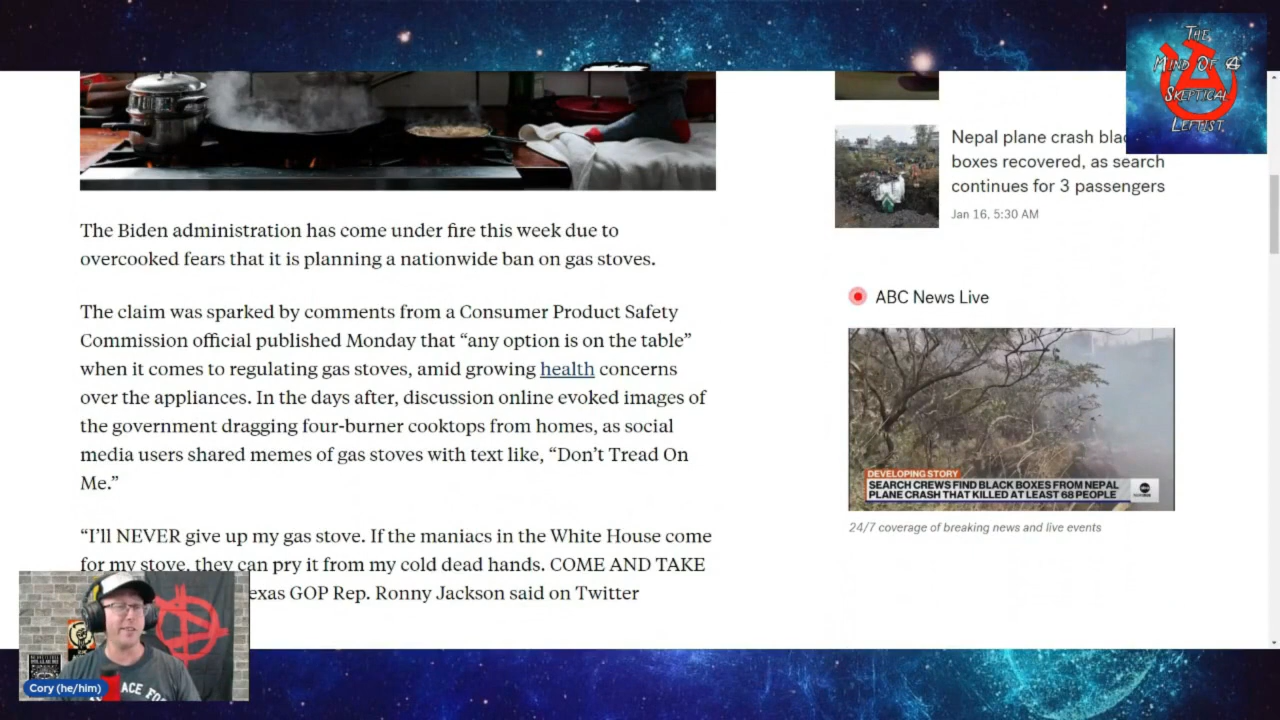 THE
MIND OF A
SKEPTICAL
LEFTIST
The Biden administration has come under fire this week due to
overcooked fears that it is planning a nationwide ban on gas stoves.
The claim was sparked by comments from a Consumer Product Safety
Commission official published Monday that “any option is on the table”
when it comes to regulating gas stoves, amid growing health concerns
over the appliances. In the days after, discussion online evoked images of
the government dragging four-burner cooktops from homes, as social
media users shared memes of gas stoves with text like, “Don’t Tread On
Me.”
“I’ll NEVER give up my gas stove. If the maniacs in the White House come
for my stove, they can pry it from my cold dead hands. COME AND TAKE
exas GOP Rep. Ronny Jackson said on Twitter
Nepal plane crash
boxes recovered, as search
continues for 3 passengers
Jan 16, 5:30 AM
ABC News Live
DEVELOPING STORY
SEARCH CREWS FIND BLACK BOXES FROM NEPAL
PLANE CRASH THAT KILLED AT LEAST 68 PEOPLE
24/7 coverage of breaking news and live events
ACE FO
Cory (he/him)